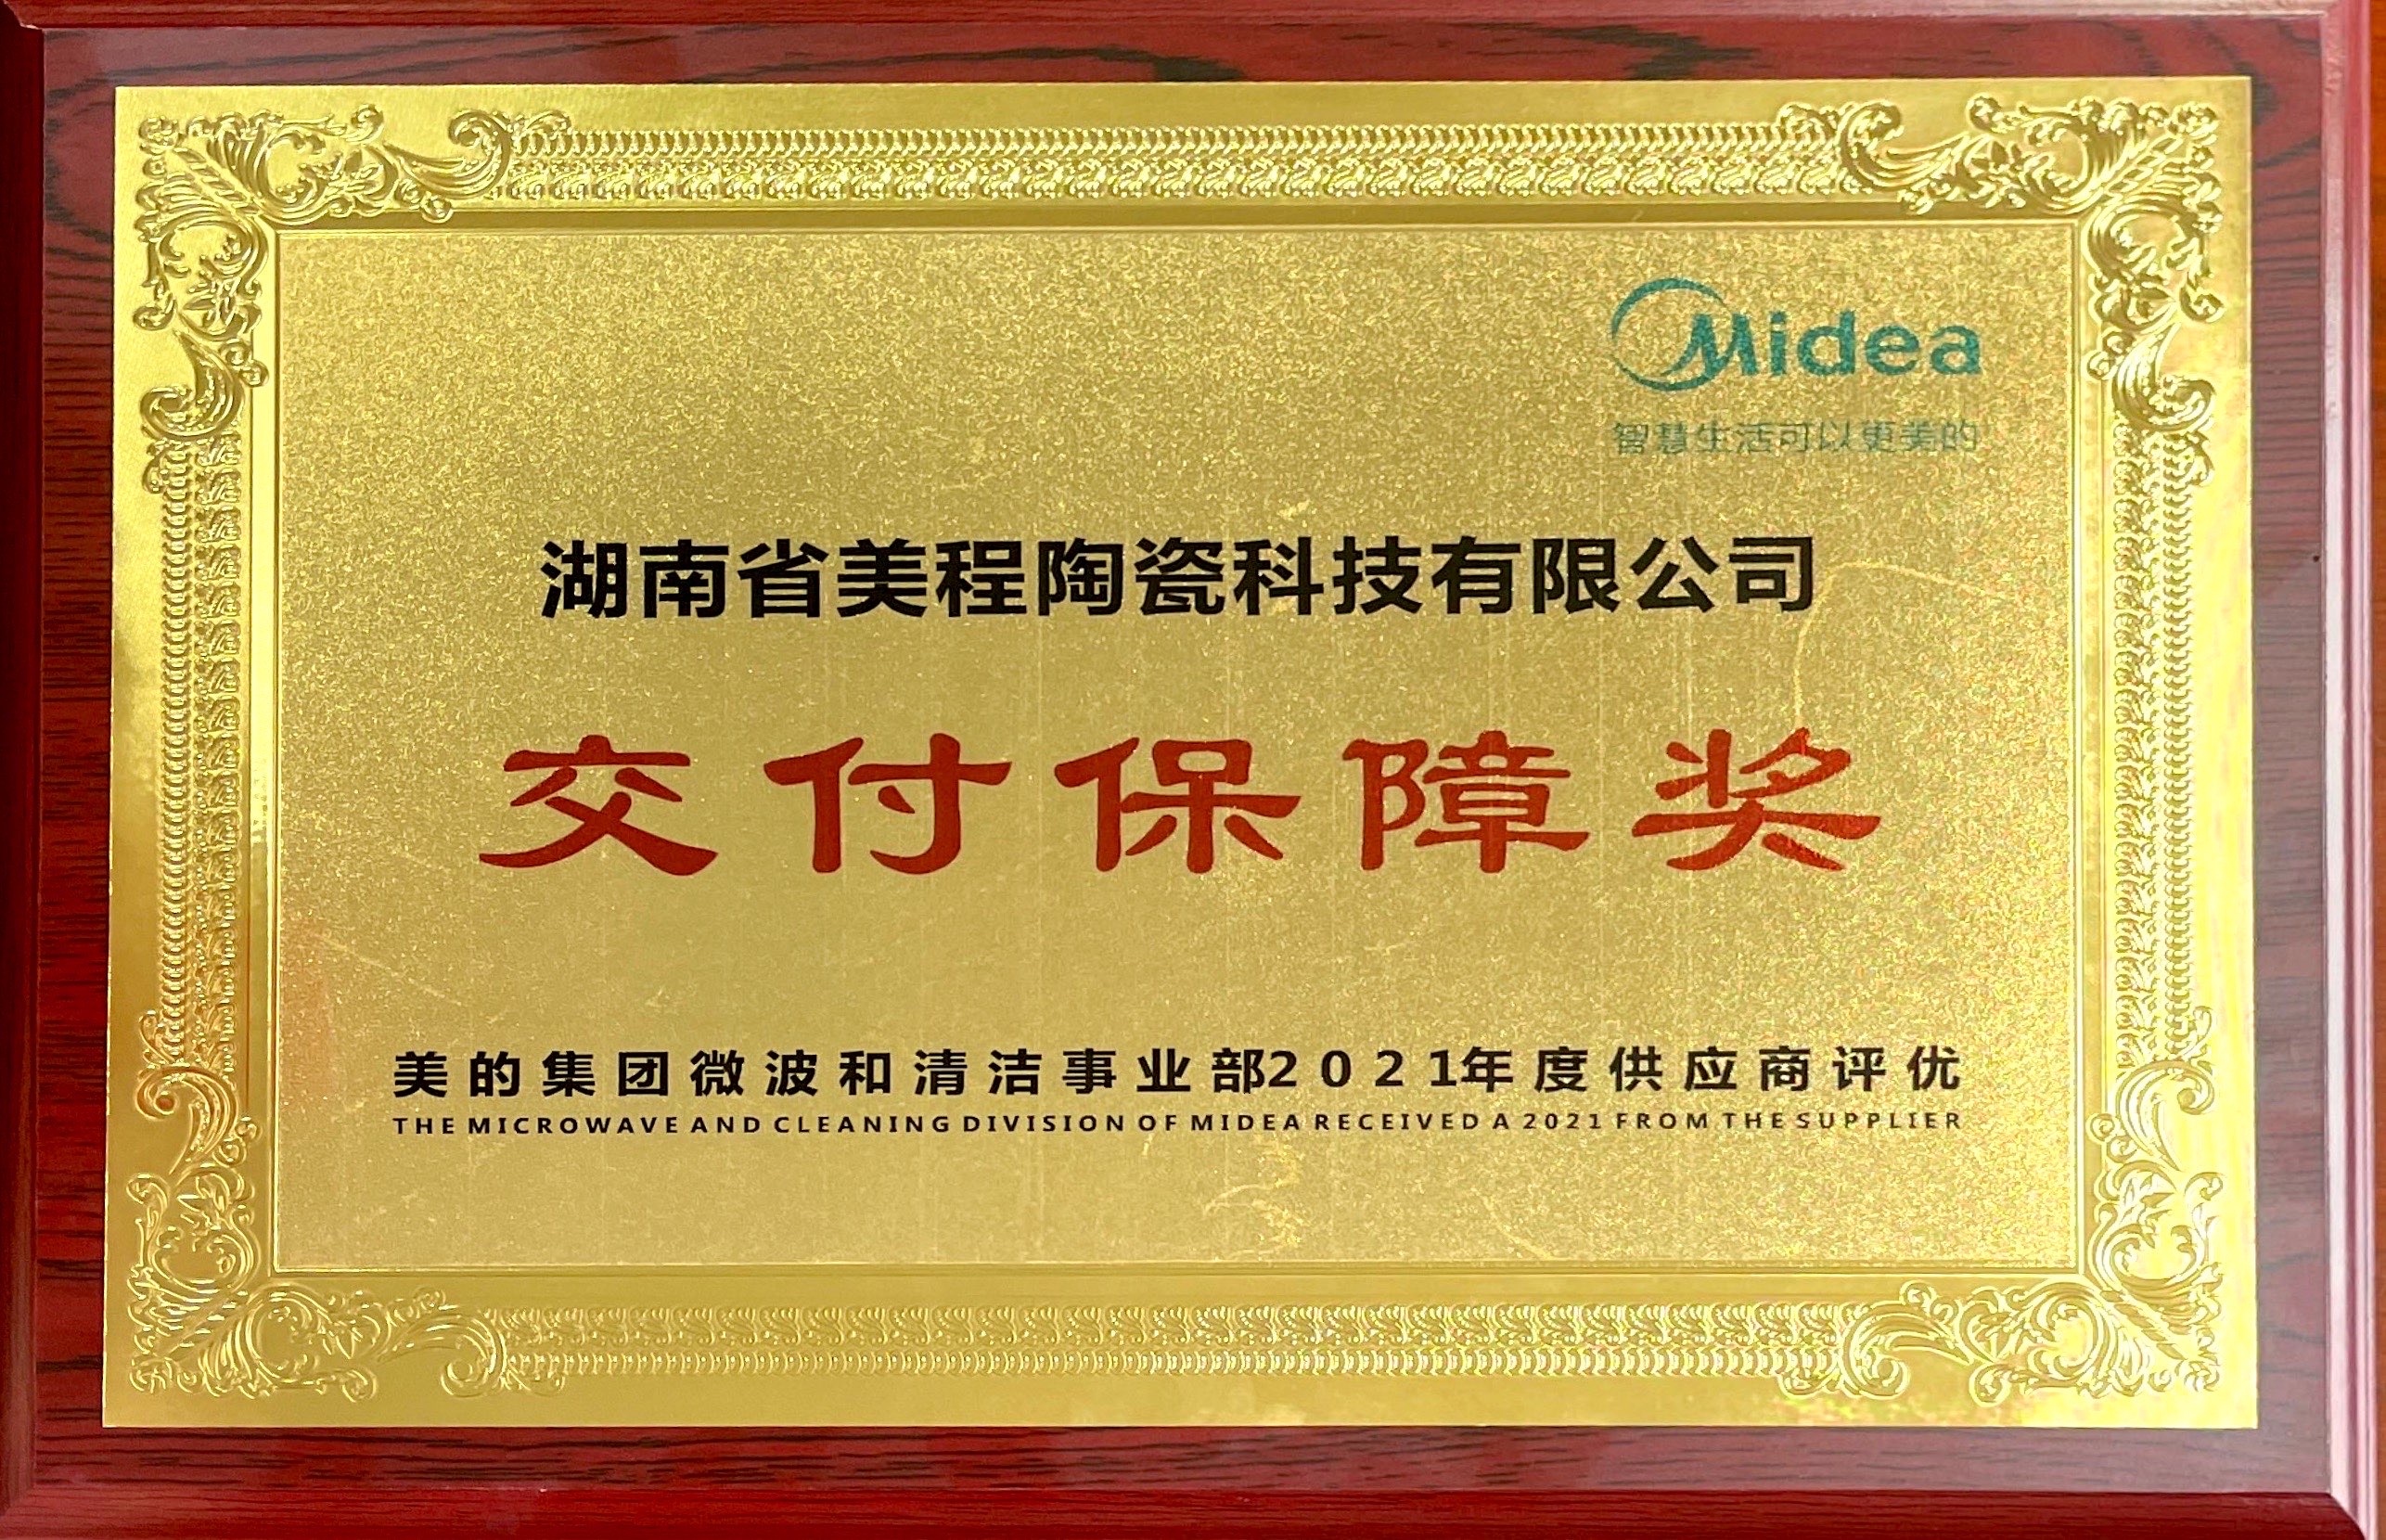 Midea
智慧生活可以更美的
湖南省美程陶瓷科技有限公司
交付保障奖
美的集团微波和清洁事业部2021年度供应商评优
THE MICROWAVE AND CLEANING DIVISION OF MIDEA RECEIVED A 2021 FROM THE SUPPLIER